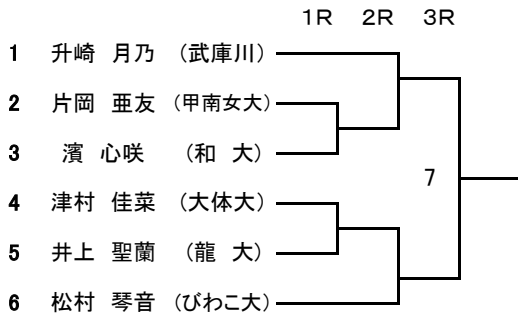 1R 2R 3R
1 升崎 月乃 (武庫川)
2 片岡 亜友 (甲南女大)
3 濱 心咲 (和 大)
7
4 津村 佳菜 (大体大)
5 井上 聖蘭 (龍 大)
6 松村 琴音 (びわこ大)